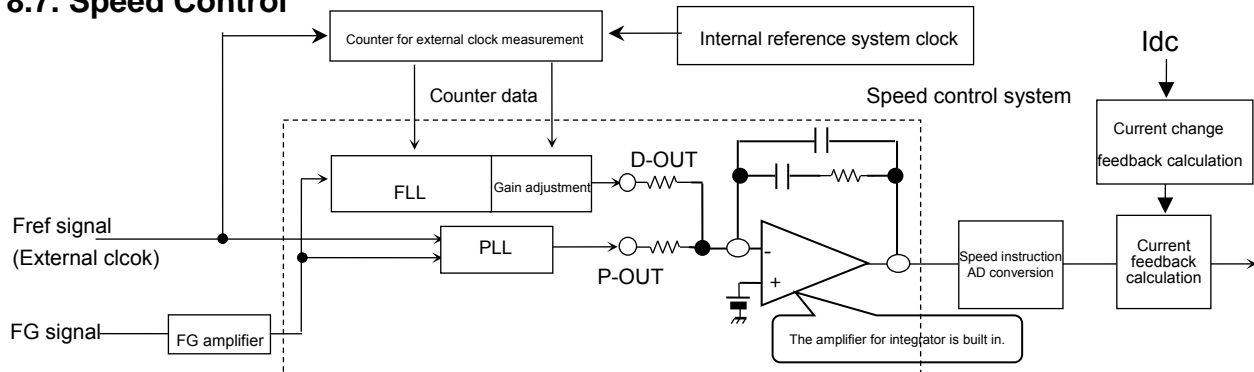 8.7. Speed Control
Counter for external clock measurement
Internal reference system clock
Idc
Counter data
Speed control system
Current change
feedback calculation
D-OUT
FLL
Gain adjustment
Fref signal
(External clcok)
PLL
P-OUT
-
+
Speed instruction
AD conversion
Current
feedback
calculation
FG signal
FG amplifier
The amplifier for integrator is built in.